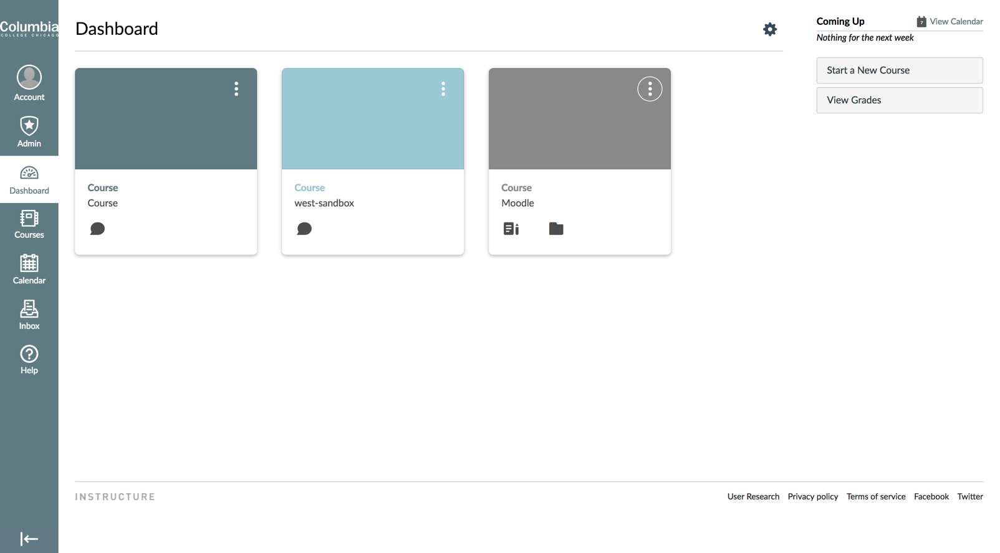 Columbia
COLLEGE CHICAGO
Account
Admin
Dashboard
Courses
Calendar
Inbox
Help
Dashboard
Course
Course
Course
west-sandbox
Course
Moodle
Coming Up
7
View Calendar
Nothing for the next week
Start a New Course
View Grades
INSTRUCTURE
User Research Privacy policy Terms of service Facebook Twitter